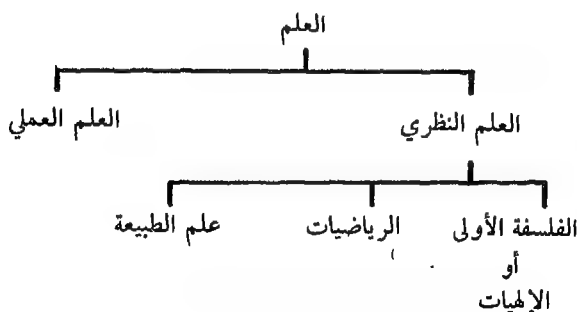 العلم
العلم النظري
العلم العملي
الفلسفة الأولى
أو
الإلهيات
الرياضيات
علم الطبيعة